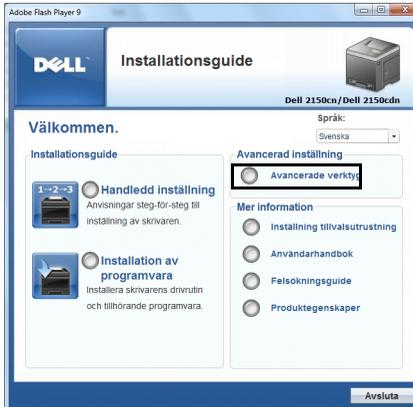 Adobe Flash Player 9
DELL
Installationsguide
Dell 2150cn/Dell 2150cdn
Välkommen.
Språk:
Svenska
Installationsguide
1→2→3
Handledd inställning
Anvisningar steg-för-steg till
inställning av skrivaren.
Installation av
programvara
Installera skrivarens drivrutin
och tillhörande programvara.
Avancerad inställning
Avancerade verktyg
Mer information
Inställning tillvalsutrustning
Användarhandbok
Felsökningsguide
Produktegenskaper
Avsluta